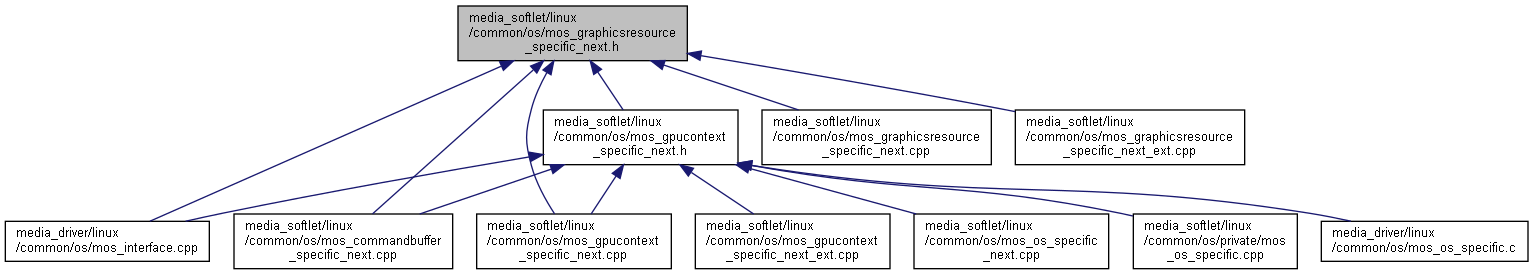 media_softlet/linux
/common/os/mos_graphicsresource
_specific_next.h
media_softlet/linux
/common/os/mos_gpucontext
_specific_next.h
media_softlet/linux
/common/os/mos_graphicsresource
_specific_next.cpp
media_softlet/linux
/common/os/mos_graphicsresource
_specific_next_ext.cpp
media_driver/linux
/common/os/mos_interface.cpp
media_softlet/linux
/common/os/mos_commandbuffer
_specific_next.cpp
media_softlet/linux
/common/os/mos_gpucontext
_specific_next.cpp
media_softlet/linux
/common/os/mos_gpucontext
_specific_next_ext.cpp
media_softlet/linux
/common/os/mos_os_specific
_next.cpp
media_softlet/linux
/common/os/private/mos
_os_specific.cpp
media_driver/linux
/common/os/mos_os_specific.c